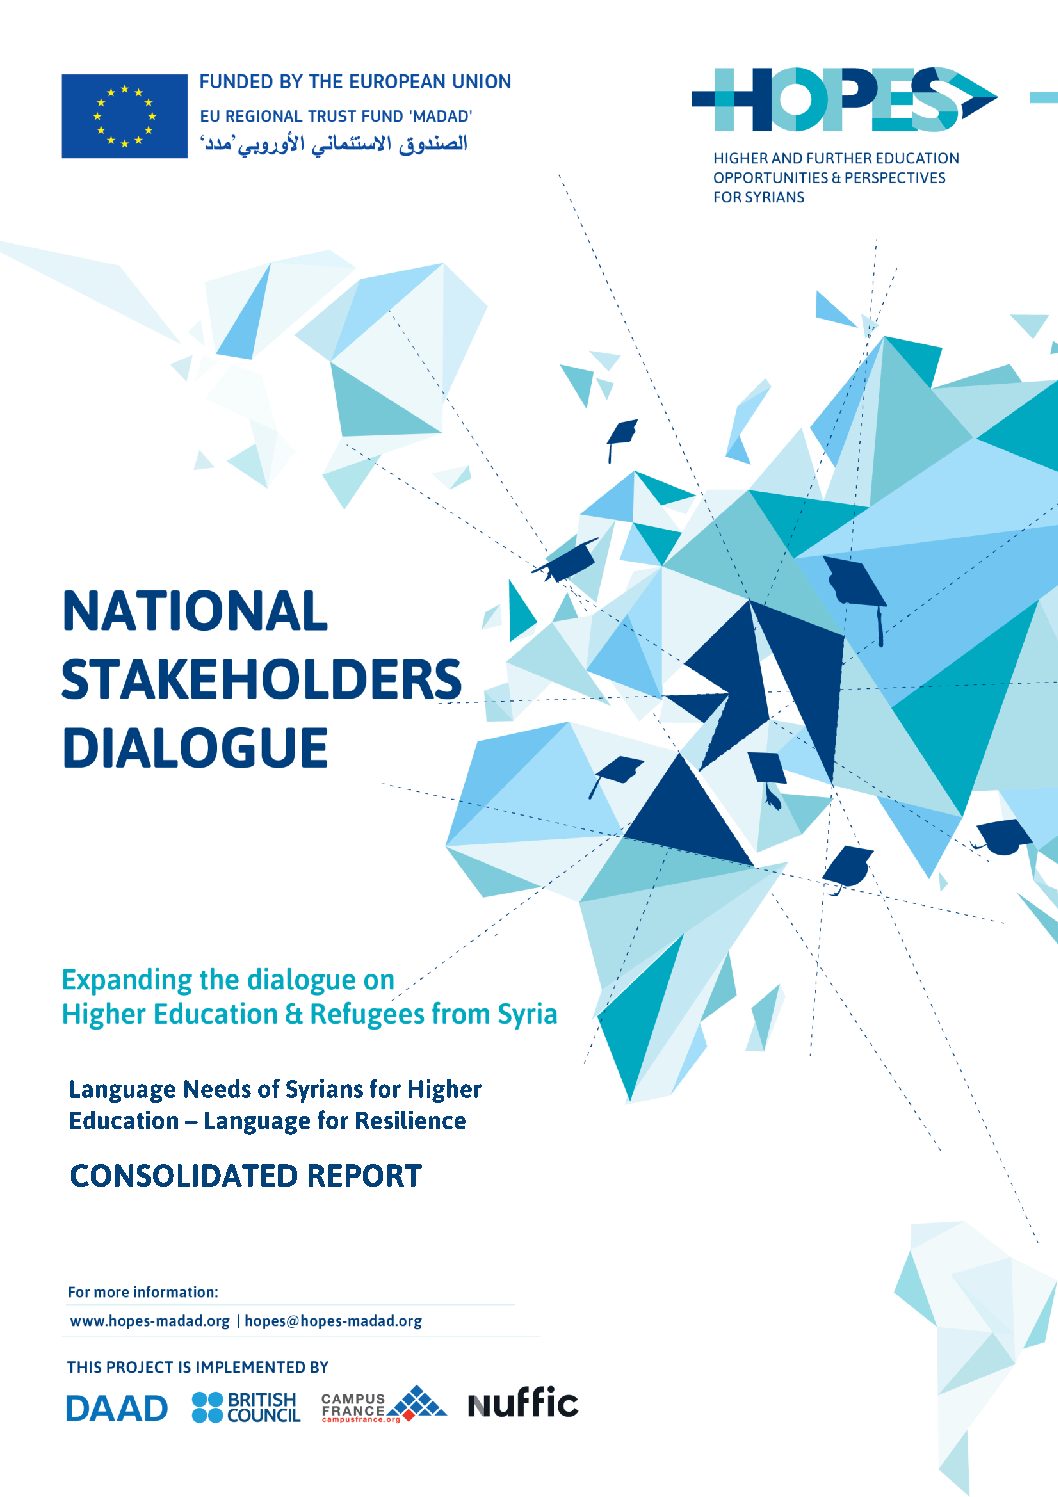 FUNDED BY THE EUROPEAN UNION
EU REGIONAL TRUST FUND 'MADAD'
الصندوق الاستئماني الأوروبي 'مدد'
HOPES
HIGHER AND FURTHER EDUCATION
OPPORTUNITIES & PERSPECTIVES
FOR SYRIANS
NATIONAL
STAKEHOLDERS
DIALOGUE
Expanding the dialogue on
Higher Education & Refugees from Syria
Language Needs of Syrians for Higher
Education – Language for Resilience
CONSOLIDATED REPORT
For more information:
www.hopes-madad.org | hopes@hopes-madad.org
THIS PROJECT IS IMPLEMENTED BY
DAAD
BRITISH
COUNCIL
CAMPUS
FRANCE
campusfrance.org
nuffic